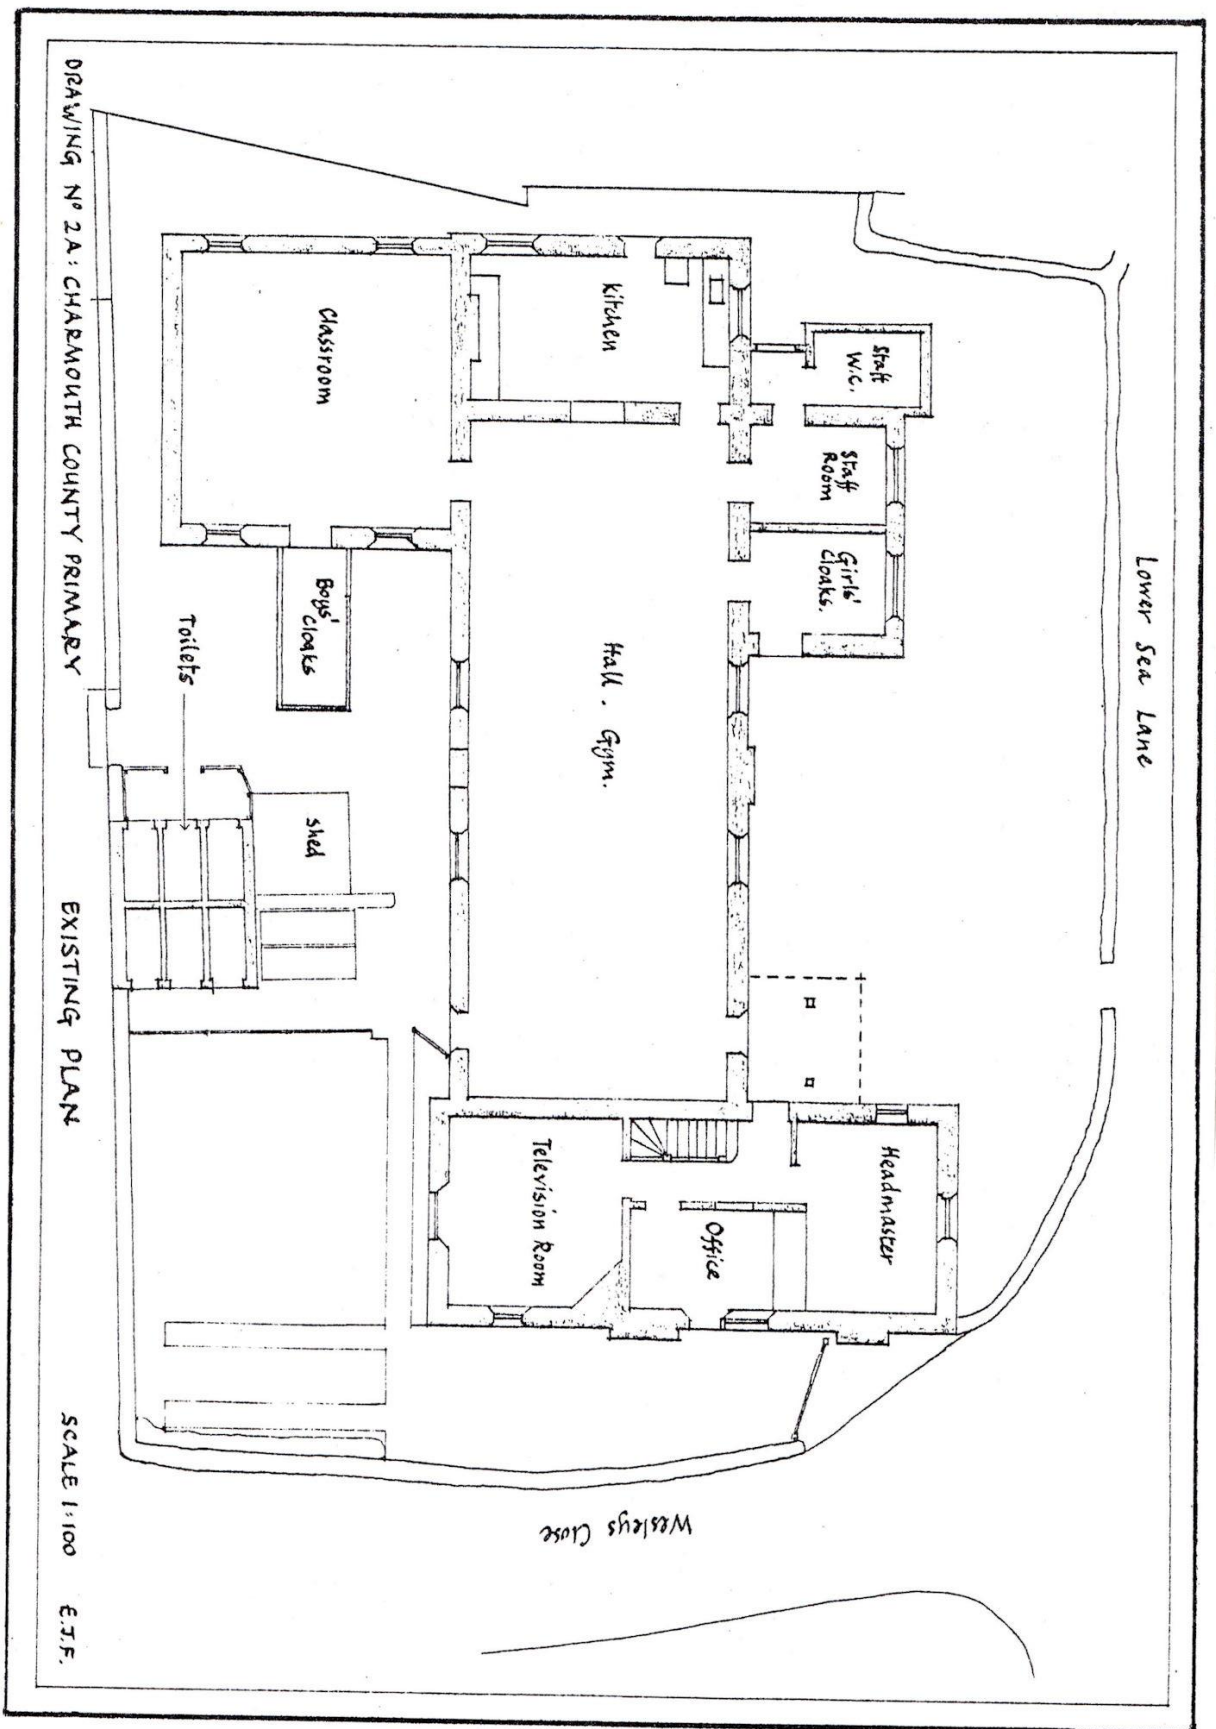 Lower Sea Lane
Staff
W.C.
Staff
Room
Girls'
Cloaks.
Headmaster
Kitchen
Hall . Gym.
Office
Television Room
Classroom
Boys'
Cloaks
Shed
Toilets
Wesleys Close
DRAWING No 2A: CHARMOUTH COUNTY PRIMARY EXISTING PLAN SCALE 1:100 E.J.F.